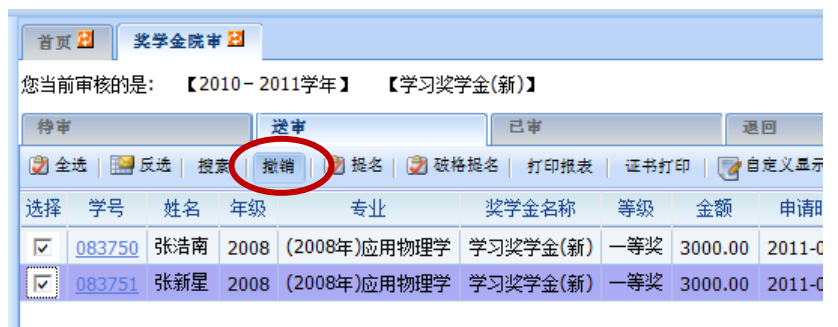 首页 奖学金院审
您当前审核的是： 【2010－2011学年】 【学习奖学金(新)】
待审 送审 已审 退回
全选 | 反选 | 搜索 | 撤销 | 提名 | 破格提名 | 打印报表 | 证书打印 | 自定义显示
选择 学号 姓名 年级 专业 奖学金名称 等级 金额 申请时
083750 张浩南 2008 (2008年)应用物理学 学习奖学金(新) 一等奖 3000.00 2011-0
083751 张新星 2008 (2008年)应用物理学 学习奖学金(新) 一等奖 3000.00 2011-0